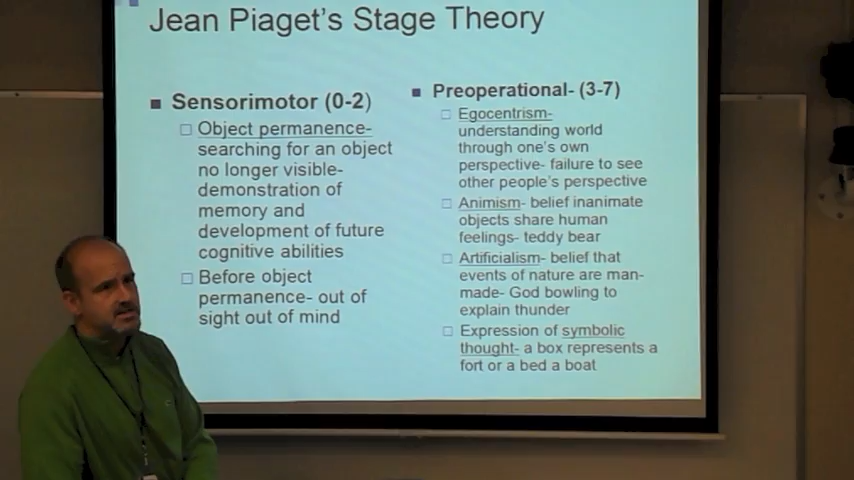 Jean Piaget's Stage Theory
Sensorimotor (0-2)
Object permanence-
searching for an object
no longer visible-
demonstration of
memory and
development of future
cognitive abilities
Before object
permanence- out of
sight out of mind
Preoperational- (3-7)
Egocentrism-
understanding world
through one's own
perspective- failure to see
other people's perspective
Animism- belief inanimate
objects share human
feelings- teddy bear
Artificialism- belief that
events of nature are man-
made- God bowling to
explain thunder
Expression of symbolic
thought- a box represents a
fort or a bed a boat